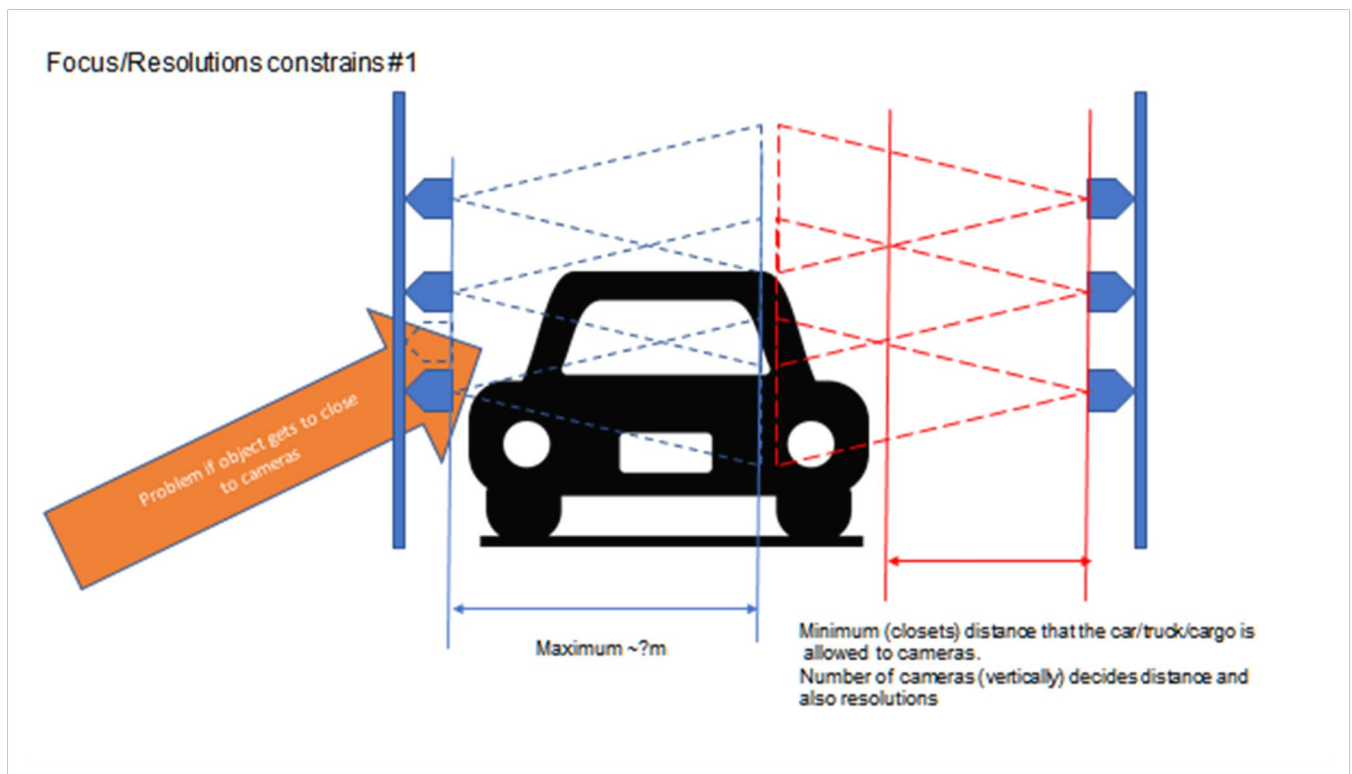 Focus/Resolutions constrains #1
Problem if object gets to close
to cameras
Maximum ~?m
Minimum (closets) distance that the car/truck/cargo is
allowed to cameras.
Number of cameras (vertically) decides distance and
also resolutions